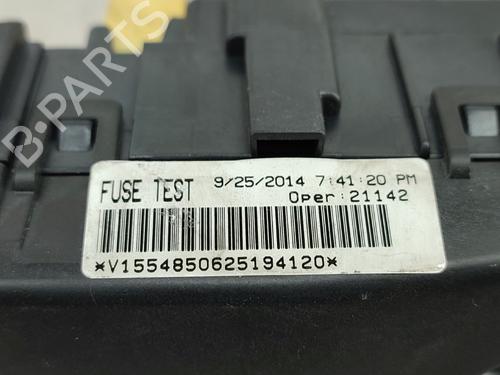 B-PARTS
FUSE TEST 9/25/2014 7:41:20 PM
Oper:21142
*V1554850625194120*